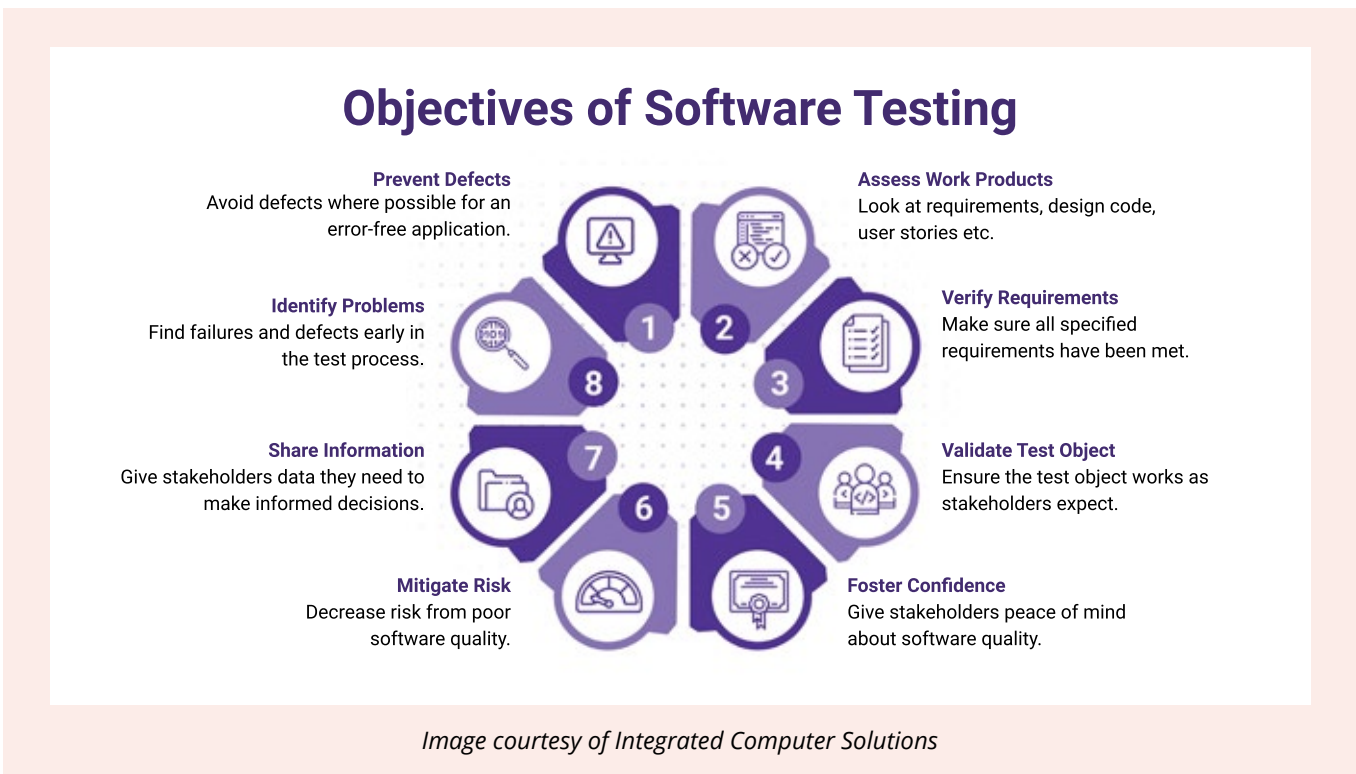 Objectives of Software Testing
Prevent Defects
Avoid defects where possible for an
error-free application.
1
2
Assess Work Products
Look at requirements, design code,
user stories etc.
3
Verify Requirements
Make sure all specified
requirements have been met.
4
Validate Test Object
Ensure the test object works as
stakeholders expect.
5
Foster Confidence
Give stakeholders peace of mind
about software quality.
6
Mitigate Risk
Decrease risk from poor
software quality.
7
Share Information
Give stakeholders data they need to
make informed decisions.
8
Identify Problems
Find failures and defects early in
the test process.
Image courtesy of Integrated Computer Solutions